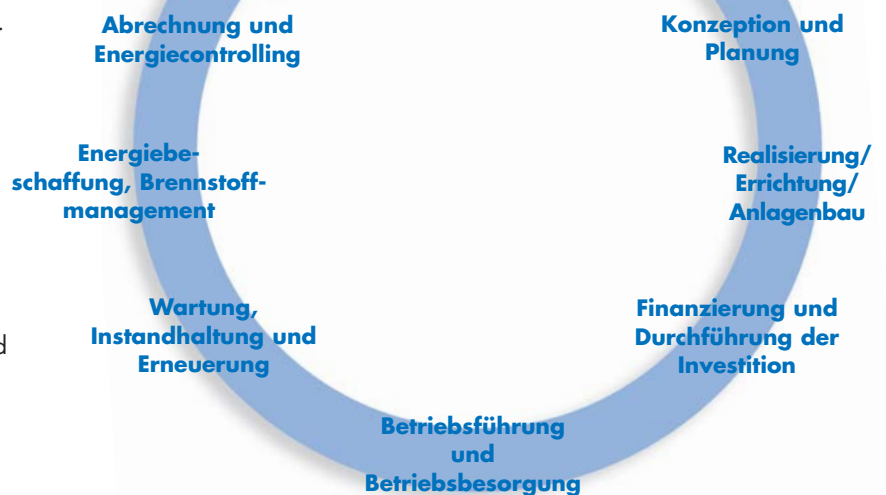 Abrechnung und
Energiecontrolling
Konzeption und
Planung
Energiebe-
schaffung, Brennstoff-
management
Realisierung/
Errichtung/
Anlagenbau
Wartung,
Instandhaltung und
Erneuerung
Finanzierung und
Durchführung der
Investition
Betriebsführung
und
Betriebsbesorgung